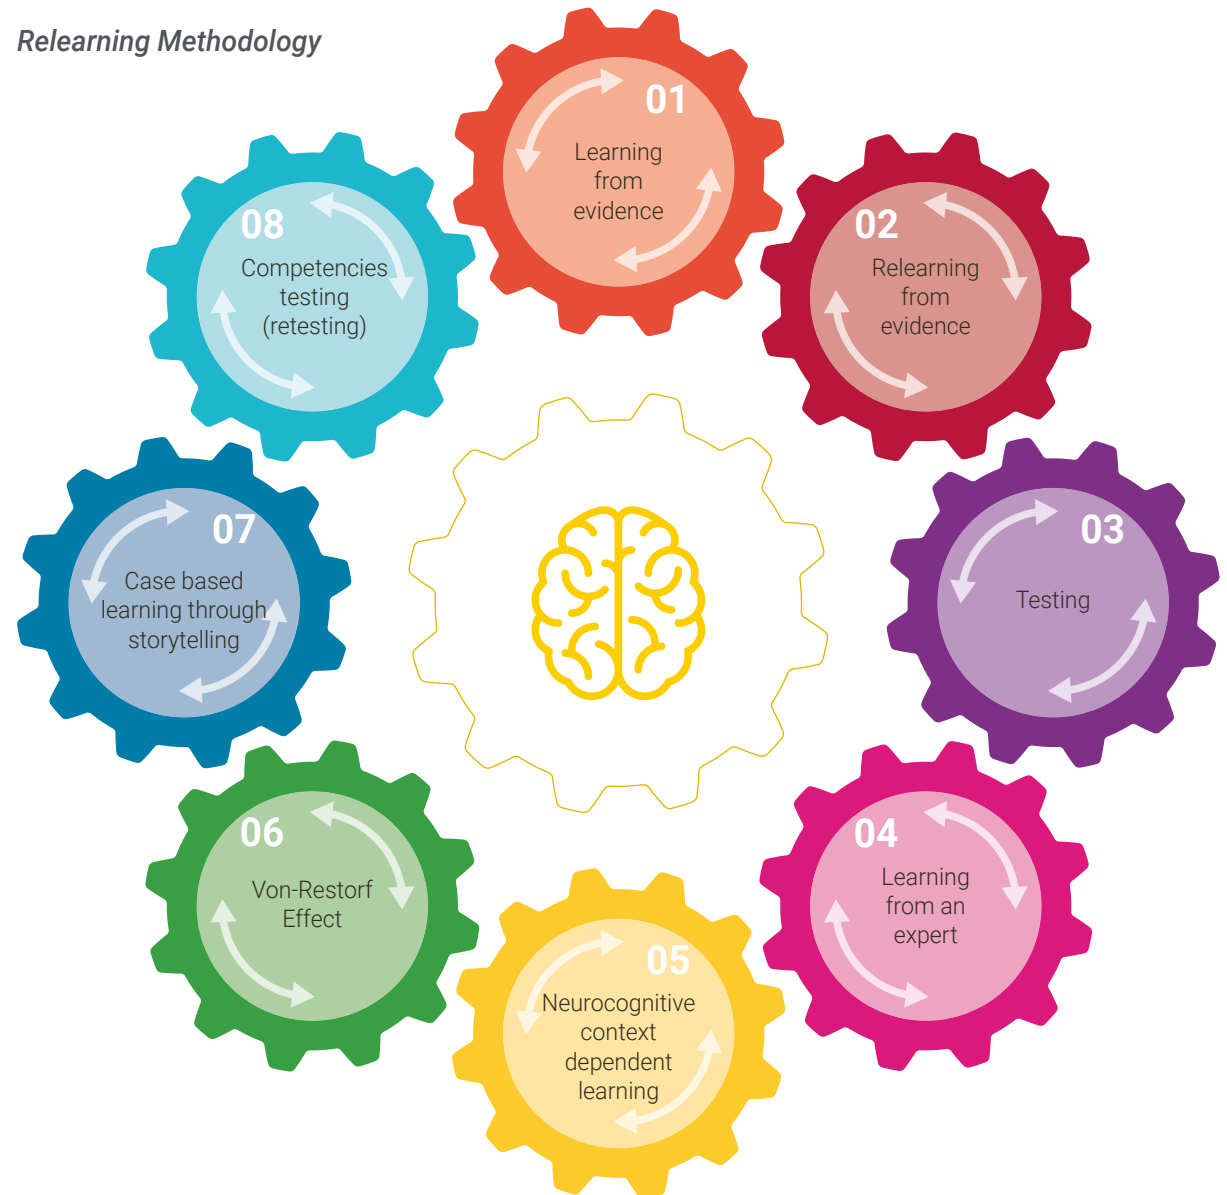 Relearning Methodology
01
Learning
from
evidence
02
Relearning
from
evidence
03
Testing
04
Learning
from an
expert
05
Neurocognitive
context
dependent
learning
06
Von-Restorf
Effect
07
Case based
learning through
storytelling
08
Competencies
testing
(retesting)